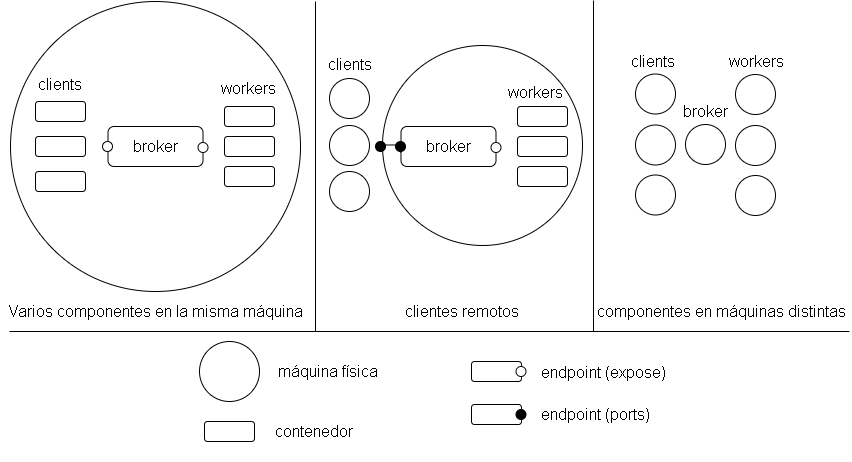 clients
workers
broker
Varios componentes en la misma máquina
clients
workers
broker
clientes remotos
clients
workers
broker
componentes en máquinas distintas
máquina física
contenedor
endpoint (expose)
endpoint (ports)